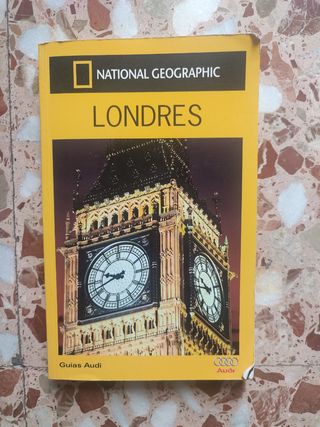 NATIONAL GEOGRAPHIC
LONDRES
Guías Audi
Audi